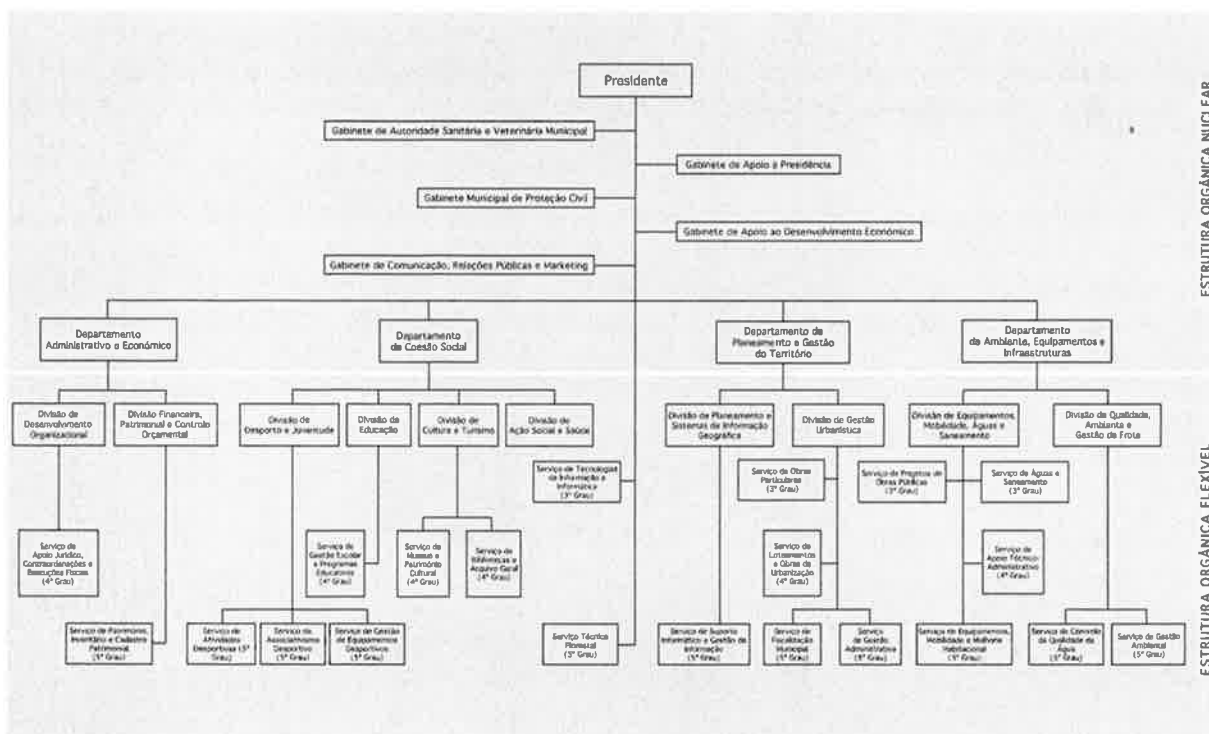 Presidente
Gabinete de Autoridade Sanitária e Veterinária Municipal
Gabinete de Apoio à Presidência
Gabinete Municipal de Proteção Civil
Gabinete de Apoio ao Desenvolvimento Económico
Gabinete de Comunicação, Relações Públicas e Marketing
ESTRUTURA ORGÂNICA NUCLEAR
Departamento
Administrativo e Económico
Departamento
de Coesão Social
Departamento de
Planeamento e Gestão
do Território
Departamento
de Ambiente, Equipamentos e
Infraestruturas
Divisão de
Desenvolvimento
Organizacional
Divisão Financeira,
Patrimonial e Controlo
Orçamental
Divisão de
Desporto e Juventude
Divisão de
Educação
Divisão de
Cultura e Turismo
Divisão de
Ação Social e Saúde
Divisão de Planeamento e
Sistemas de Informação
Geográfica
Divisão de Gestão
Urbanística
Divisão de Equipamentos,
Mobilidade, Águas e
Saneamento
Divisão de Qualidade,
Ambiente e
Gestão de Frota
Serviço de Tecnologias
de Informação e
Informática
(3º Grau)
Serviço de Obras
Particulares
(3º Grau)
Serviço de Projetos de
Obras Públicas
(3º Grau)
Serviço de Águas e
Saneamento
(3º Grau)
Serviço de
Apoio Jurídico,
Contraordenações e
Execuções Fiscais
(4º Grau)
Serviço de
Gestão Escolar
e Programas
Educativos
(4º Grau)
Serviço de
Museus e
Património
Cultural
(4º Grau)
Serviço de
Bibliotecas e
Arquivo Geral
(4º Grau)
Serviço de
Loteamentos
e Obras de
Urbanização
(4º Grau)
Serviço de
Apoio Técnico-
Administrativo
(4º Grau)
Serviço de Património,
Inventário e Cadastro
Patrimonial
(5º Grau)
Serviço de
Atividades
Desportivas (5º
Grau)
Serviço de
Associativismo
Desportivo
(5º Grau)
Serviço de Gestão
de Equipamentos
Desportivos
(5º Grau)
Serviço Técnico
Florestal
(3º Grau)
Serviço de Suporte
Informático e Gestão de
Informação
(5º Grau)
Serviço de
Fiscalização
Municipal
(5º Grau)
Serviço
de Gestão
Administrativa
(5º Grau)
Serviço de Equipamentos,
Mobilidade e
Habitacional
(5º Grau)
Serviço de Controlo
da Qualidade da
Água
(5º Grau)
Serviço de Gestão
Ambiental
(5º Grau)
ESTRUTURA ORGÂNICA FLEXÍVEL